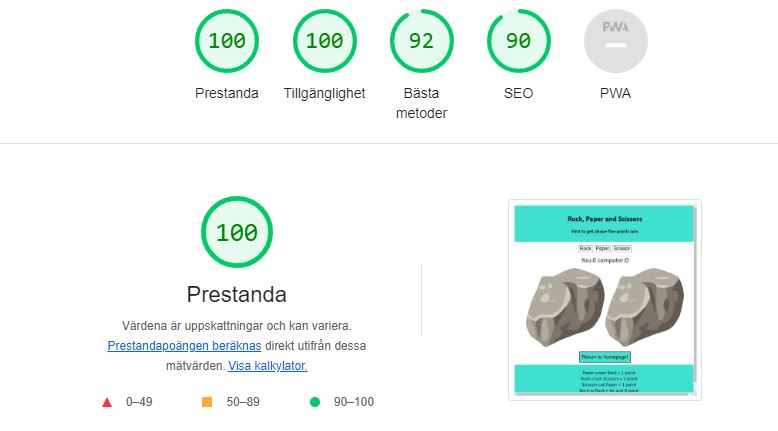 100 100 92 90 PWA
Prestanda Tillgänglighet Bästa metoder SEO PWA
100
Prestanda
Värdena är uppskattningar och kan variera.
Prestandapoängen beräknas direkt utifrån dessa
mätvärden. Visa kalkylator.
0–49 50–89 90–100
Rock, Paper and Scissors
First to get above five points win
Rock Paper Scissor
You:0 computer:0
Return to homepage!
Paper cover Rock = 1 point
Rock crush Scissors = 1 point
Scissors cut Paper = 1 point